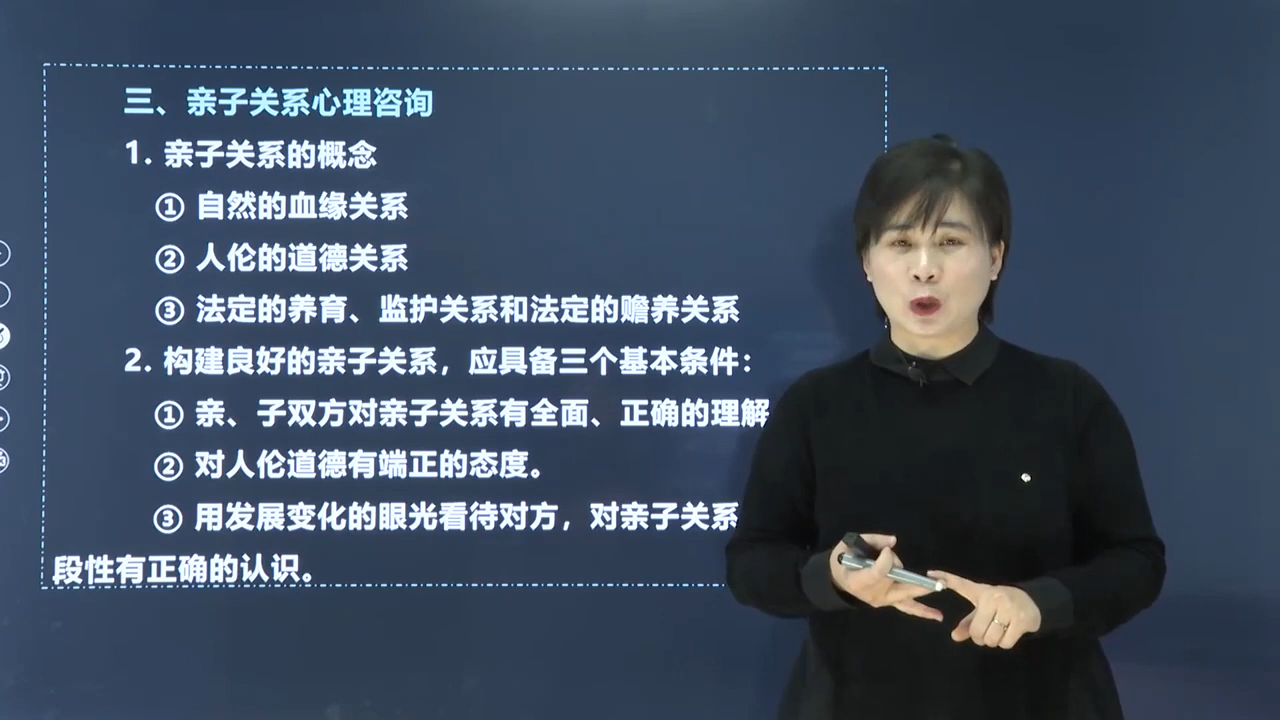 三、亲子关系心理咨询
1. 亲子关系的概念
① 自然的血缘关系
② 人伦的道德关系
③ 法定的养育、监护关系和法定的赡养关系
2. 构建良好的亲子关系，应具备三个基本条件：
① 亲、子双方对亲子关系有全面、正确的理解
② 对人伦道德有端正的态度。
③ 用发展变化的眼光看待对方，对亲子关系
段性有正确的认识。